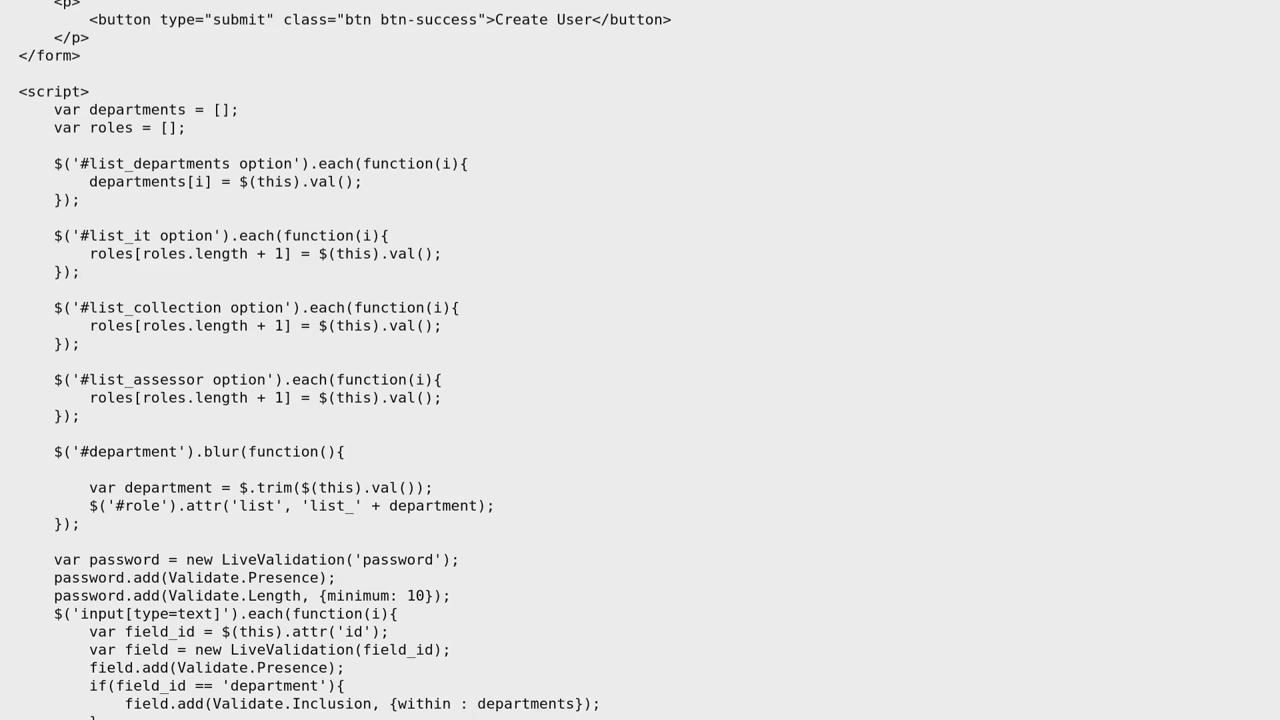 <p>
<button type="submit" class="btn btn-success">Create User</button>
</p>
</form>
<script>
var departments = [];
var roles = [];
$('#list_departments option').each(function(i){
departments[i] = $(this).val();
});
$('#list_it option').each(function(i){
roles[roles.length + 1] = $(this).val();
});
$('#list_collection option').each(function(i){
roles[roles.length + 1] = $(this).val();
});
$('#list_assessor option').each(function(i){
roles[roles.length + 1] = $(this).val();
});
$('#department').blur(function(){
var department = $.trim($(this).val());
$('#role').attr('list', 'list_' + department);
});
var password = new LiveValidation('password');
password.add(Validate.Presence);
password.add(Validate.Length, {minimum: 10});
$('input[type=text]').each(function(i){
var field_id = $(this).attr('id');
var field = new LiveValidation(field_id);
field.add(Validate.Presence);
if(field_id == 'department'){
field.add(Validate.Inclusion, {within : departments});
}